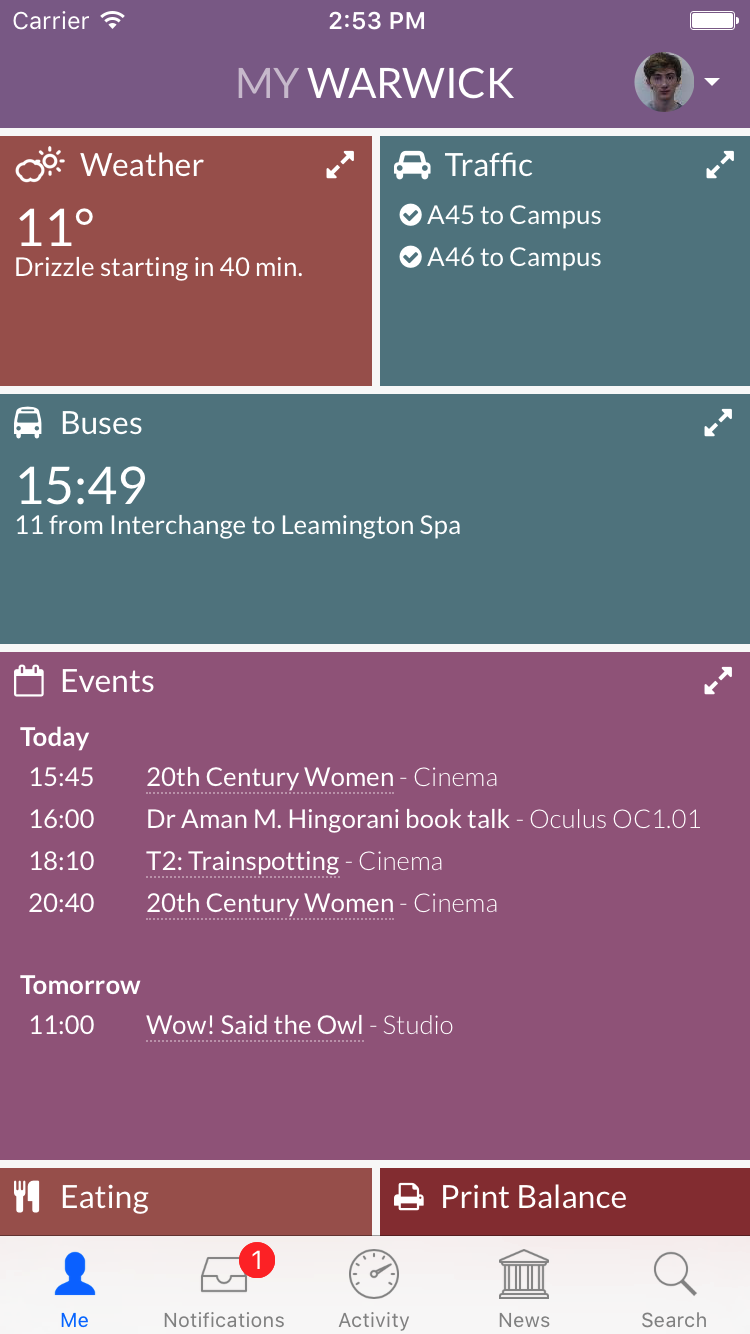 Carrier 2:53 PM
MY WARWICK
Weather
11°
Drizzle starting in 40 min.
Traffic
A45 to Campus
A46 to Campus
Buses
15:49
11 from Interchange to Leamington Spa
Events
Today
15:45 20th Century Women - Cinema
16:00 Dr Aman M. Hingorani book talk - Oculus OC1.01
18:10 T2: Trainspotting - Cinema
20:40 20th Century Women - Cinema
Tomorrow
11:00 Wow! Said the Owl - Studio
Eating
Print Balance
1
Me Notifications Activity News Search